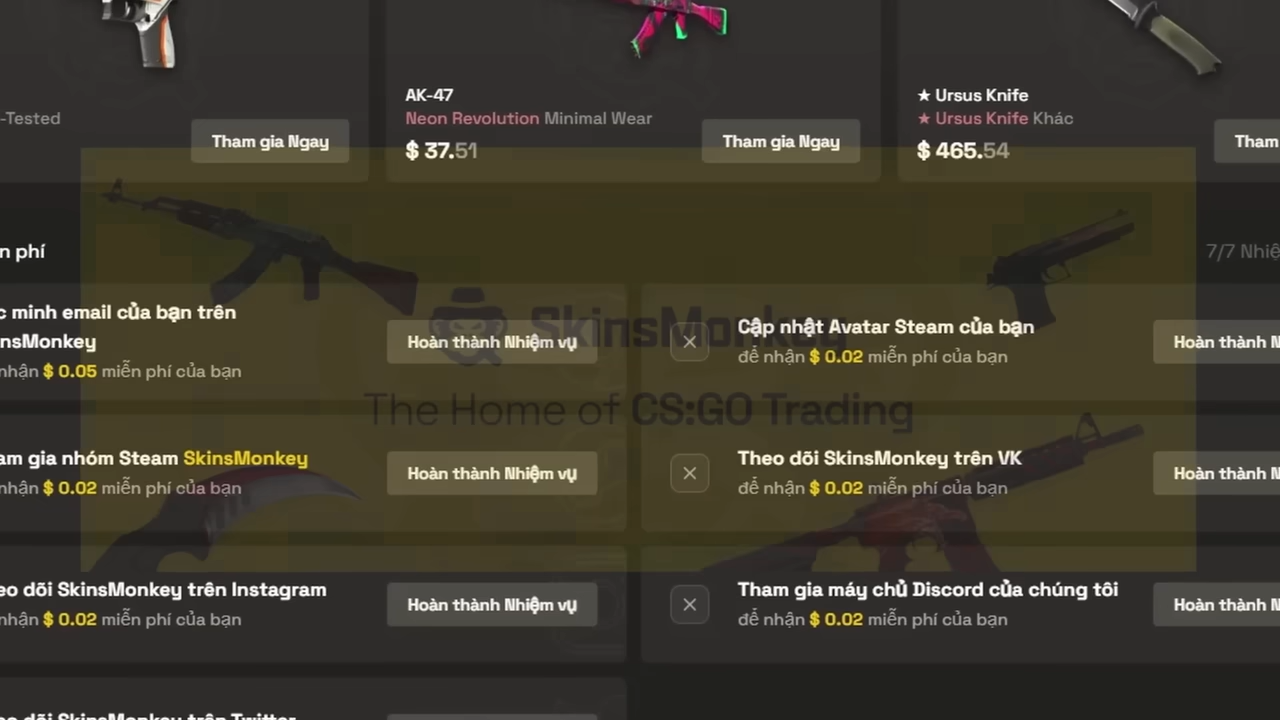 -Tested
Tham gia Ngay
AK-47
Neon Revolution Minimal Wear
$ 37.51
Tham gia Ngay
★ Ursus Knife
★ Ursus Knife Khác
$ 465.54
Tham
n phí
7/7 Nhiệ
c minh email của bạn trên
nsMonkey
nhận $ 0.05 miễn phí của bạn
Hoàn thành Nhiệm vụ
SkinsMonkey
Cập nhật Avatar Steam của bạn
để nhận $ 0.02 miễn phí của bạn
Hoàn thành N
The Home of CS:GO Trading
am gia nhóm Steam SkinsMonkey
nhận $ 0.02 miễn phí của bạn
Hoàn thành Nhiệm vụ
Theo dõi SkinsMonkey trên VK
để nhận $ 0.02 miễn phí của bạn
Hoàn thành N
eo dõi SkinsMonkey trên Instagram
nhận $ 0.02 miễn phí của bạn
Hoàn thành Nhiệm vụ
Tham gia máy chủ Discord của chúng tôi
để nhận $ 0.02 miễn phí của bạn
Hoàn thành N
eo dõi SkinsMonkey trên Twitter